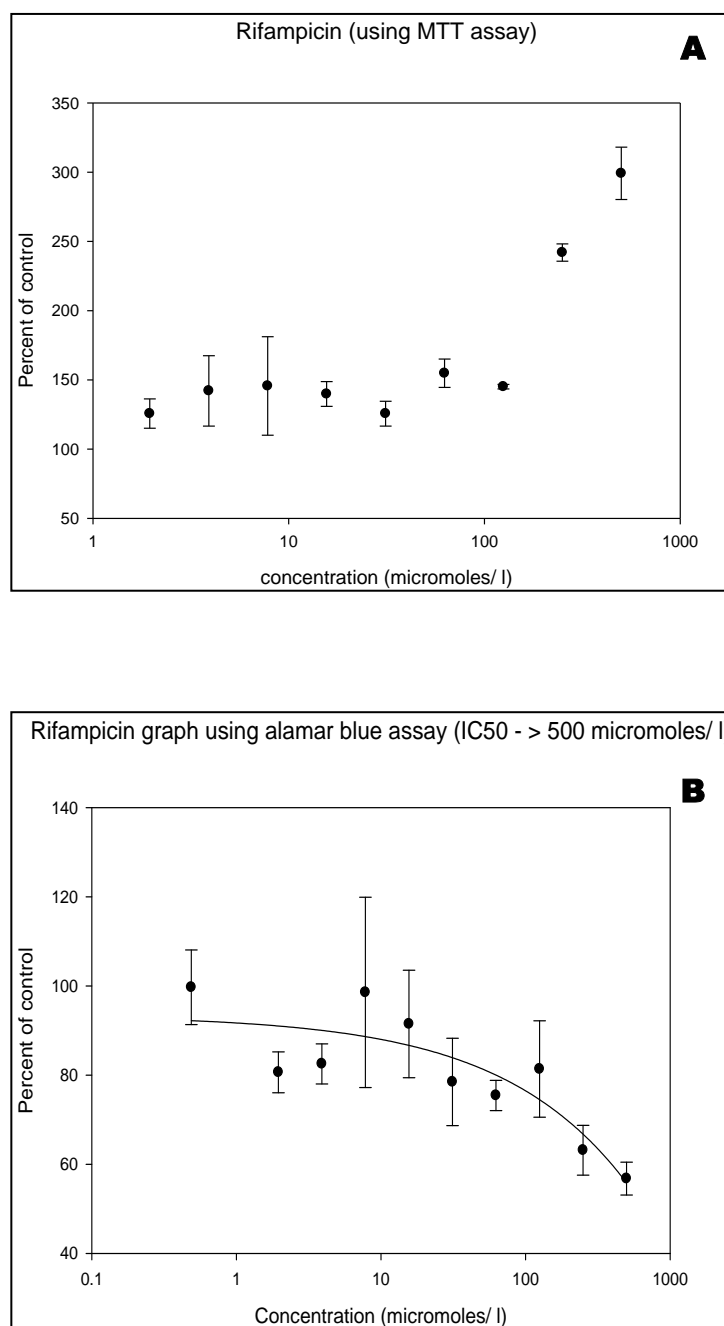 Rifampicin (using MTT assay)
A
350
300
250
200
150
100
50
Percent of control
1
10
100
1000
concentration (micromoles/ l)
Rifampicin graph using alamar blue assay (IC50 - > 500 micromoles/ l
B
140
120
100
80
60
40
Percent of control
0.1
1
10
100
1000
Concentration (micromoles/ l)